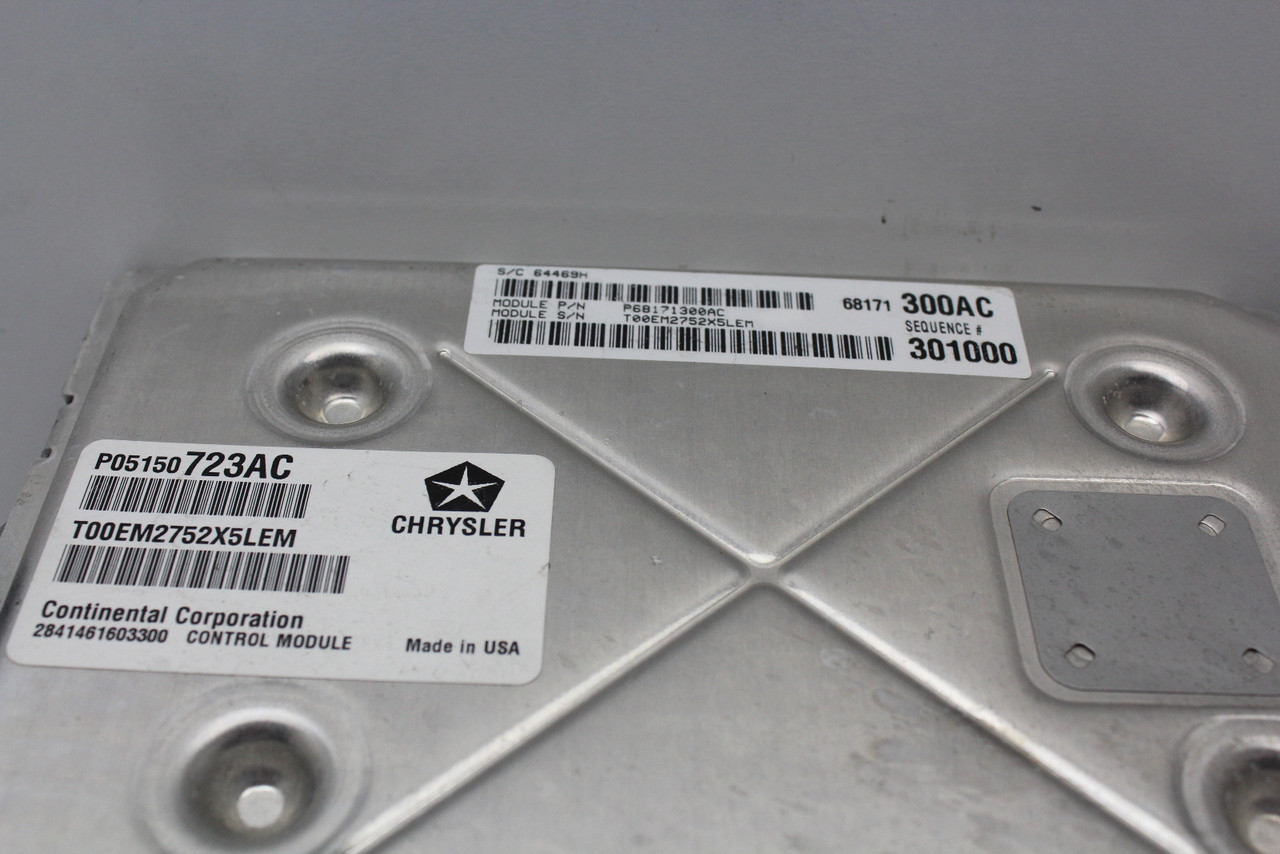 S/C 64469H
MODULE P/N P68171300AC
MODULE S/N T00EM2752X5LEM
68171 300AC
SEQUENCE #
301000
P05150723AC
T00EM2752X5LEM
CHRYSLER
Continental Corporation
2841461603300 CONTROL MODULE Made in USA